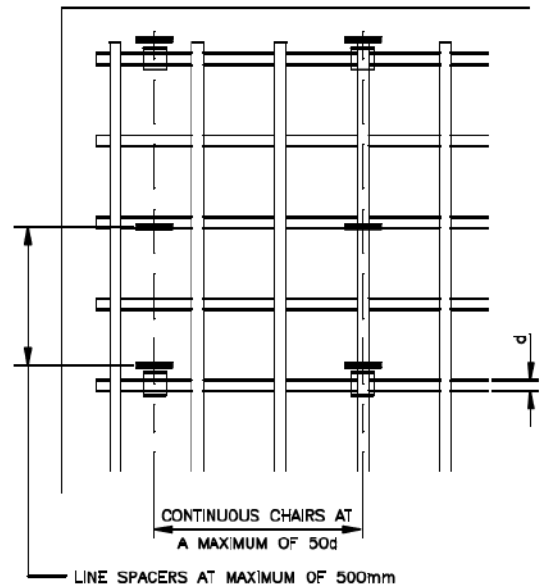 d
CONTINUOUS CHAIRS AT
A MAXIMUM OF 50d
LINE SPACERS AT MAXIMUM OF 500mm